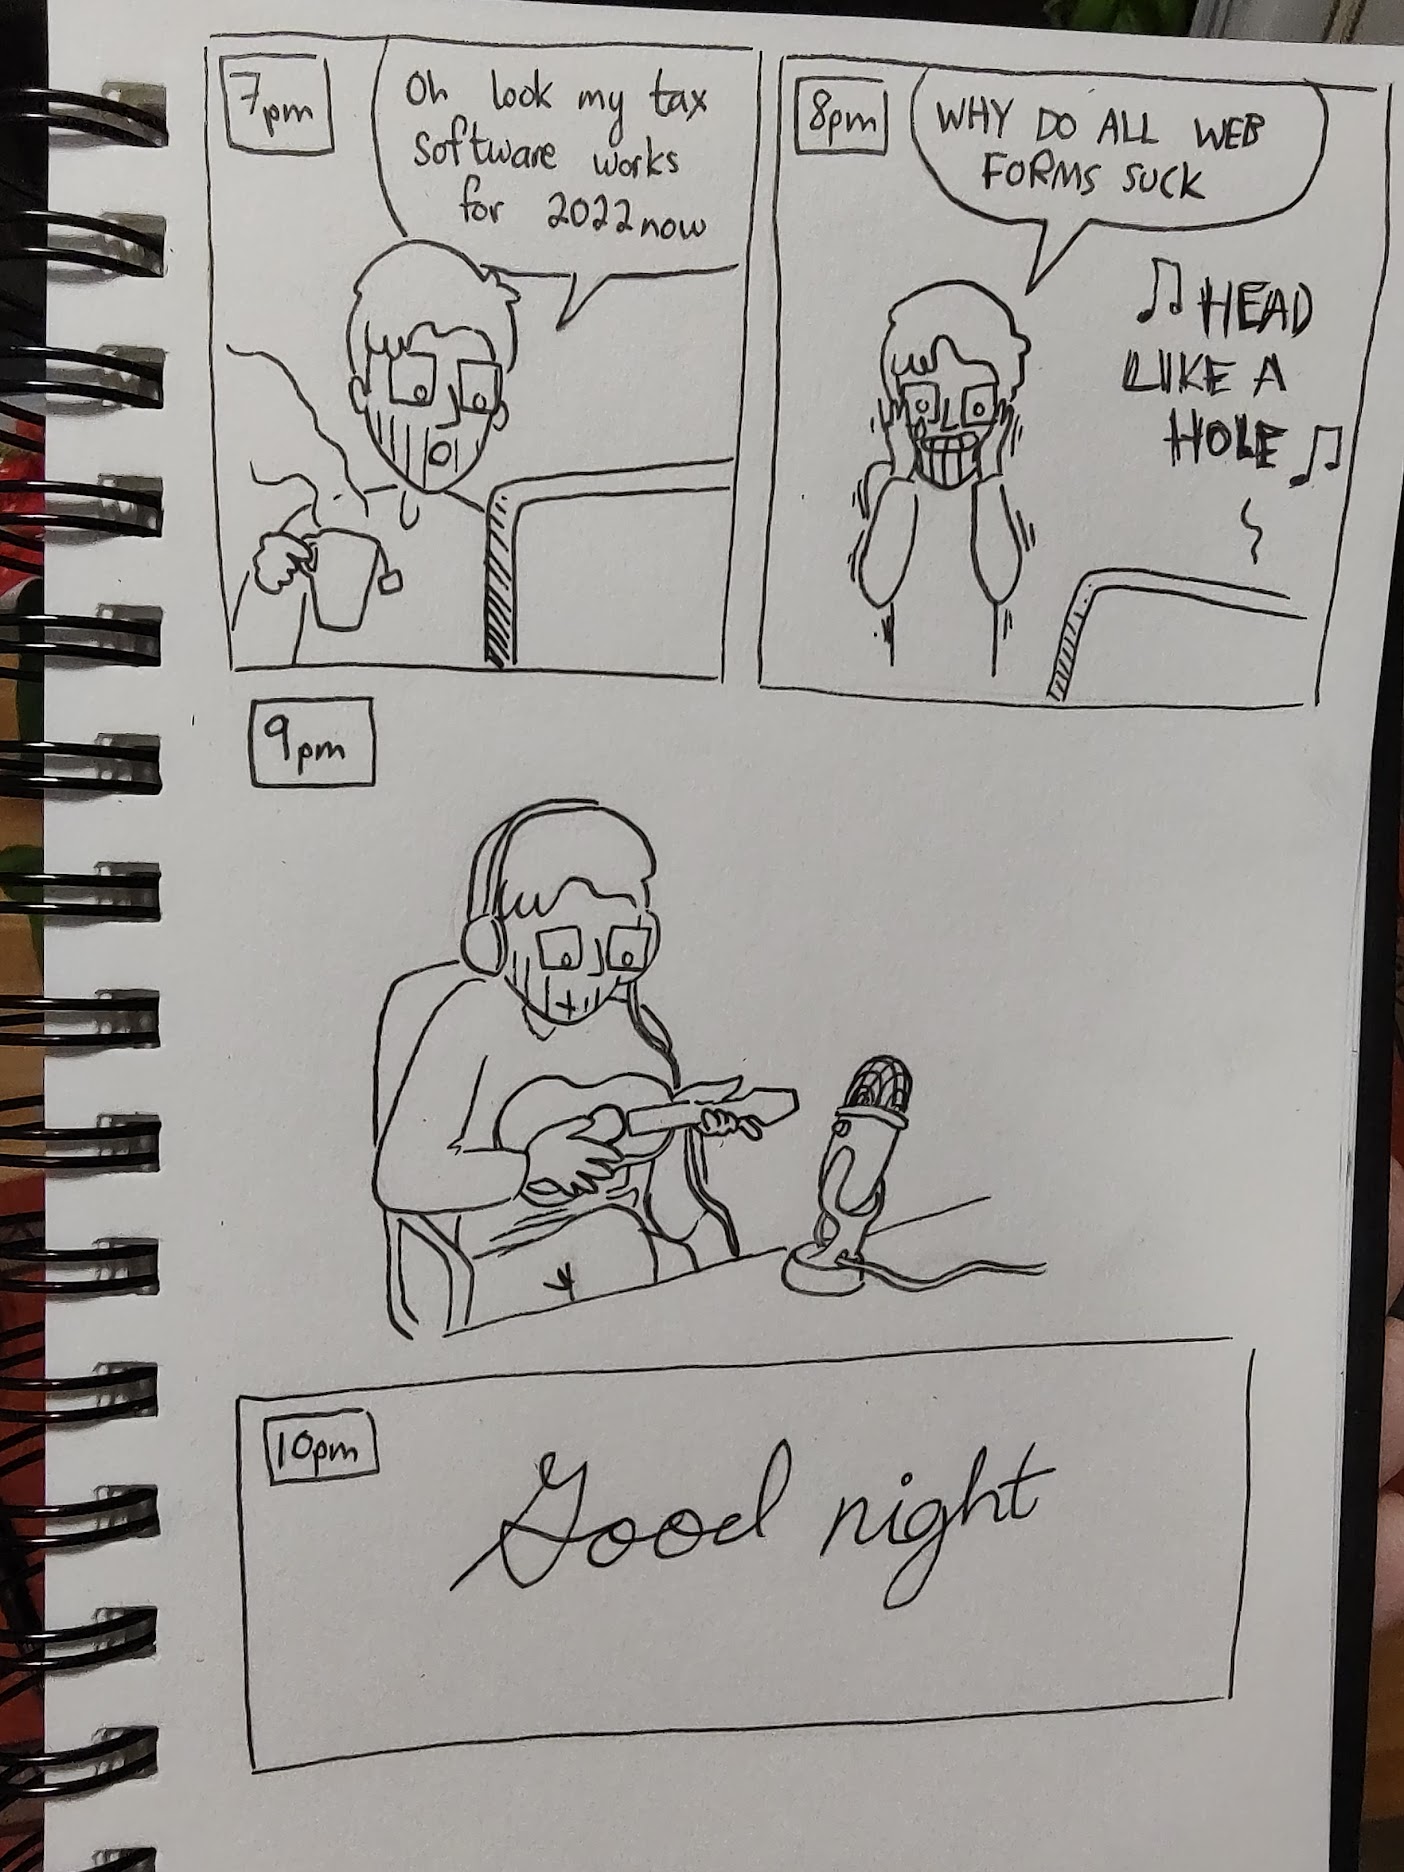 7pm
Oh look my tax
software works
for 2022 now
8pm
WHY DO ALL WEB
FORMS SUCK
♫ HEAD
LIKE A
HOLE ♫
9pm
10pm
Good night